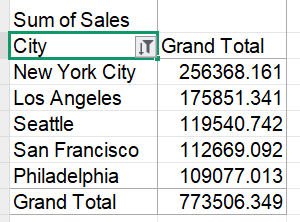 Sum of Sales
City Grand Total
New York City 256368.161
Los Angeles 175851.341
Seattle 119540.742
San Francisco 112669.092
Philadelphia 109077.013
Grand Total 773506.349